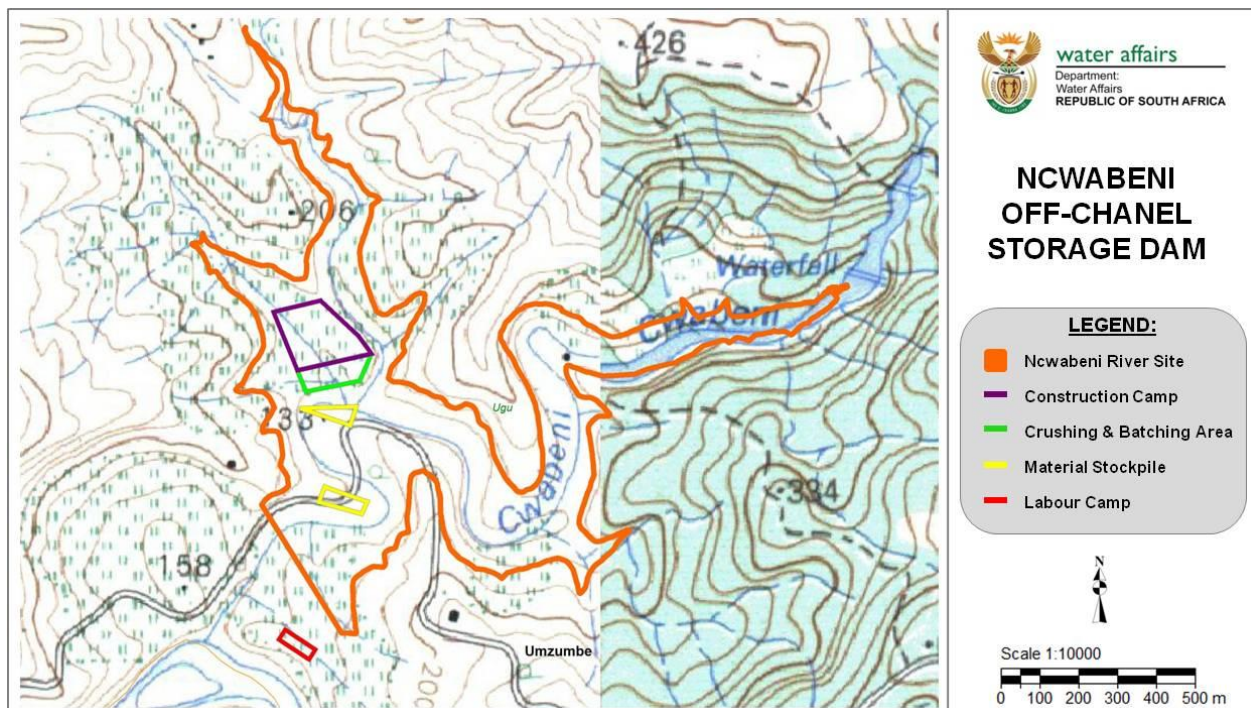 426
206
Waterfall
Cwabeni
133
Ugu
Cwabeni
334
158
Umzumbe
water affairs
Department:
Water Affairs
REPUBLIC OF SOUTH AFRICA
NCWABENI
OFF-CHANEL
STORAGE DAM
LEGEND:
Ncwabeni River Site
Construction Camp
Crushing & Batching Area
Material Stockpile
Labour Camp
N
Scale 1:10000
0 100 200 300 400 500 m